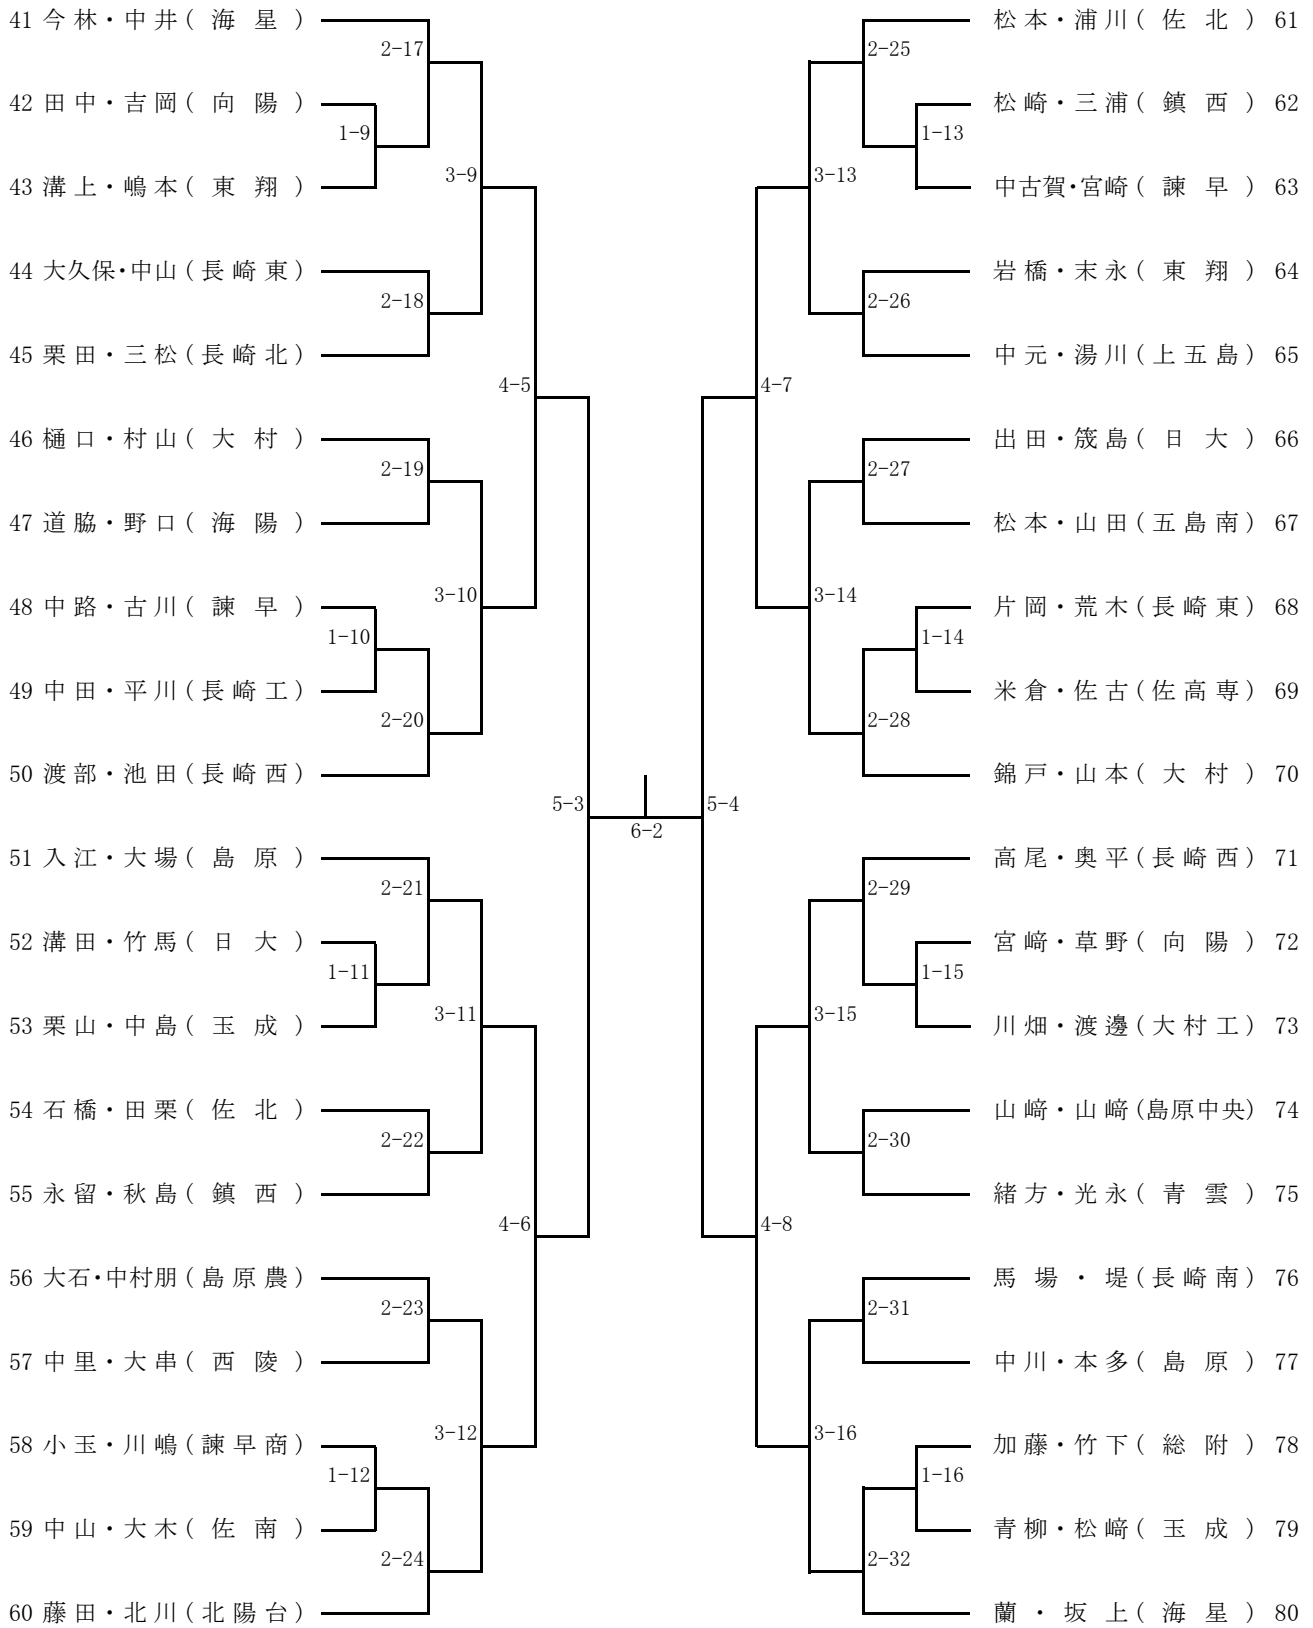 41 今林・中井(海星)
2-17
42 田中・吉岡(向陽)
1-9
43 溝上・嶋本(東翔)
3-9
44 大久保・中山(長崎東)
2-18
45 栗田・三松(長崎北)
4-5
46 樋口・村山(大村)
2-19
47 道脇・野口(海陽)
3-10
48 中路・古川(諫早)
1-10
49 中田・平川(長崎工)
2-20
50 渡部・池田(長崎西)
5-3
51 入江・大場(島原)
2-21
52 溝田・竹馬(日大)
1-11
53 栗山・中島(玉成)
3-11
54 石橋・田栗(佐北)
2-22
55 永留・秋島(鎮西)
4-6
56 大石・中村朋(島原農)
2-23
57 中里・大串(西陵)
3-12
58 小玉・川嶋(諫早商)
1-12
59 中山・大木(佐南)
2-24
60 藤田・北川(北陽台)
6-2
松本・浦川(佐北) 61
2-25
松崎・三浦(鎮西) 62
1-13
中古賀・宮崎(諫早) 63
3-13
岩橋・末永(東翔) 64
2-26
中元・湯川(上五島) 65
4-7
出田・筬島(日大) 66
2-27
松本・山田(五島南) 67
3-14
片岡・荒木(長崎東) 68
1-14
米倉・佐古(佐高専) 69
2-28
錦戸・山本(大村) 70
5-4
高尾・奥平(長崎西) 71
2-29
宮﨑・草野(向陽) 72
1-15
川畑・渡邊(大村工) 73
3-15
山﨑・山﨑(島原中央) 74
2-30
緒方・光永(青雲) 75
4-8
馬場・堤(長崎南) 76
2-31
中川・本多(島原) 77
3-16
加藤・竹下(総附) 78
1-16
青柳・松﨑(玉成) 79
2-32
蘭・坂上(海星) 80